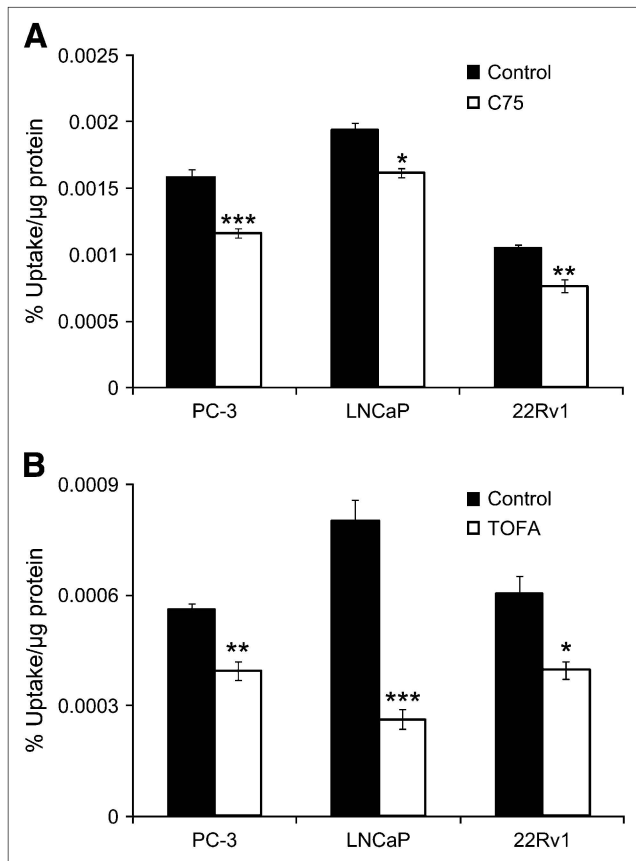 A
0.0025
0.002
0.0015
0.001
0.0005
0
% Uptake/µg protein
Control
C75
***
*
**
PC-3 LNCaP 22Rv1
B
0.0009
0.0006
0.0003
0
% Uptake/µg protein
Control
TOFA
**
***
*
PC-3 LNCaP 22Rv1